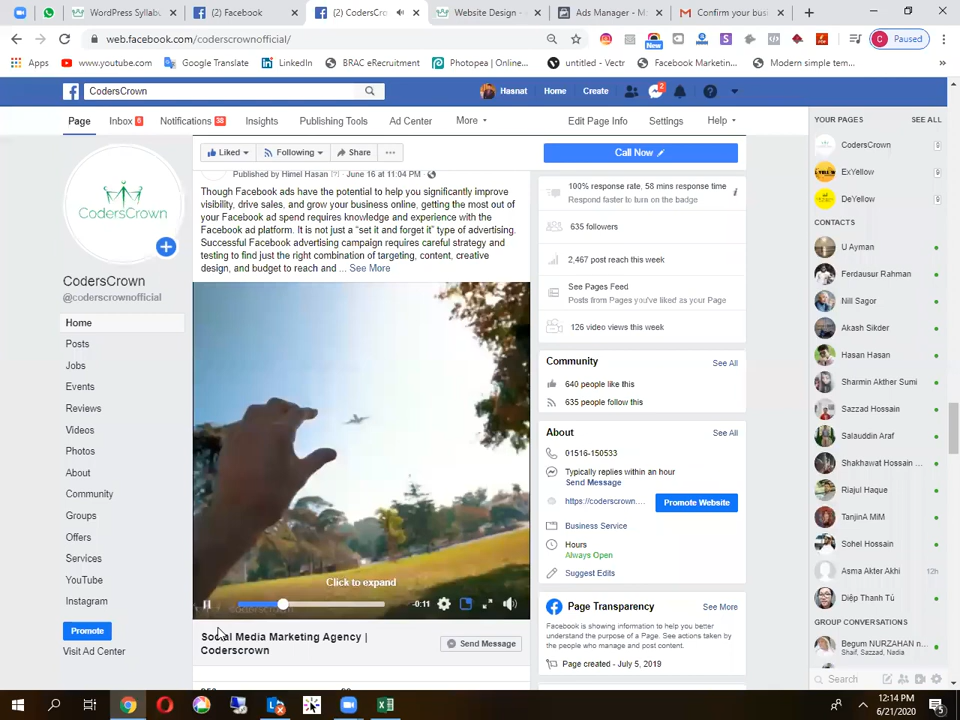 WordPress Syllabu
(2) Facebook
(2) CodersCro
Website Design -
Ads Manager - M
Confirm your bus
web.facebook.com/coderscrownofficial/
New
Paused
Apps
www.youtube.com
Google Translate
LinkedIn
BRAC eRecruitment
Photopea | Online...
untitled - Vectr
Facebook Marketin...
Modern simple tem...
CodersCrown
Hasnat
Home
Create
2
Page
Inbox 6
Notifications 38
Insights
Publishing Tools
Ad Center
More
Edit Page Info
Settings
Help
CodersCrown
CodersCrown
@coderscrownofficial
Home
Posts
Jobs
Events
Reviews
Videos
Photos
About
Community
Groups
Offers
Services
YouTube
Instagram
Promote
Visit Ad Center
Liked
Following
Share
Call Now
Published by Himel Hasan [?] · June 16 at 11:04 PM ·
Though Facebook ads have the potential to help you significantly improve
visibility, drive sales, and grow your business online, getting the most out of
your Facebook ad spend requires knowledge and experience with the
Facebook ad platform. It is not just a “set it and forget it” type of advertising.
Successful Facebook advertising campaign requires careful strategy and
testing to find just the right combination of targeting, content, creative
design, and budget to reach and ... See More
Click to expand
-0:11
Social Media Marketing Agency |
Coderscrown
Send Message
100% response rate, 58 mins response time
Respond faster to turn on the badge
635 followers
2,467 post reach this week
See Pages Feed
Posts from Pages you've liked as your Page
126 video views this week
Community
See All
640 people like this
635 people follow this
About
See All
01516-150533
Typically replies within an hour
Send Message
https://coderscrown....
Promote Website
Business Service
Hours
Always Open
Suggest Edits
Page Transparency
See More
Facebook is showing information to help you better
understand the purpose of a Page. See actions taken by
the people who manage and post content.
Page created - July 5, 2019
YOUR PAGES
SEE ALL
CodersCrown
ExYellow
DeYellow
CONTACTS
U Ayman
Ferdausur Rahman
Nill Sagor
Akash Sikder
Hasan Hasan
Sharmin Akther Sumi
Sazzad Hossain
Salauddin Araf
Shakhawat Hossain ...
Riajul Haque
TanjinA MiM
Sohel Hossain
Asma Akter Akhi
12h
Diệp Thanh Tú
GROUP CONVERSATIONS
Begum NURZAHAN n...
Shaif, Sazzad, Nadia
Search
12:14 PM
6/21/2020
5